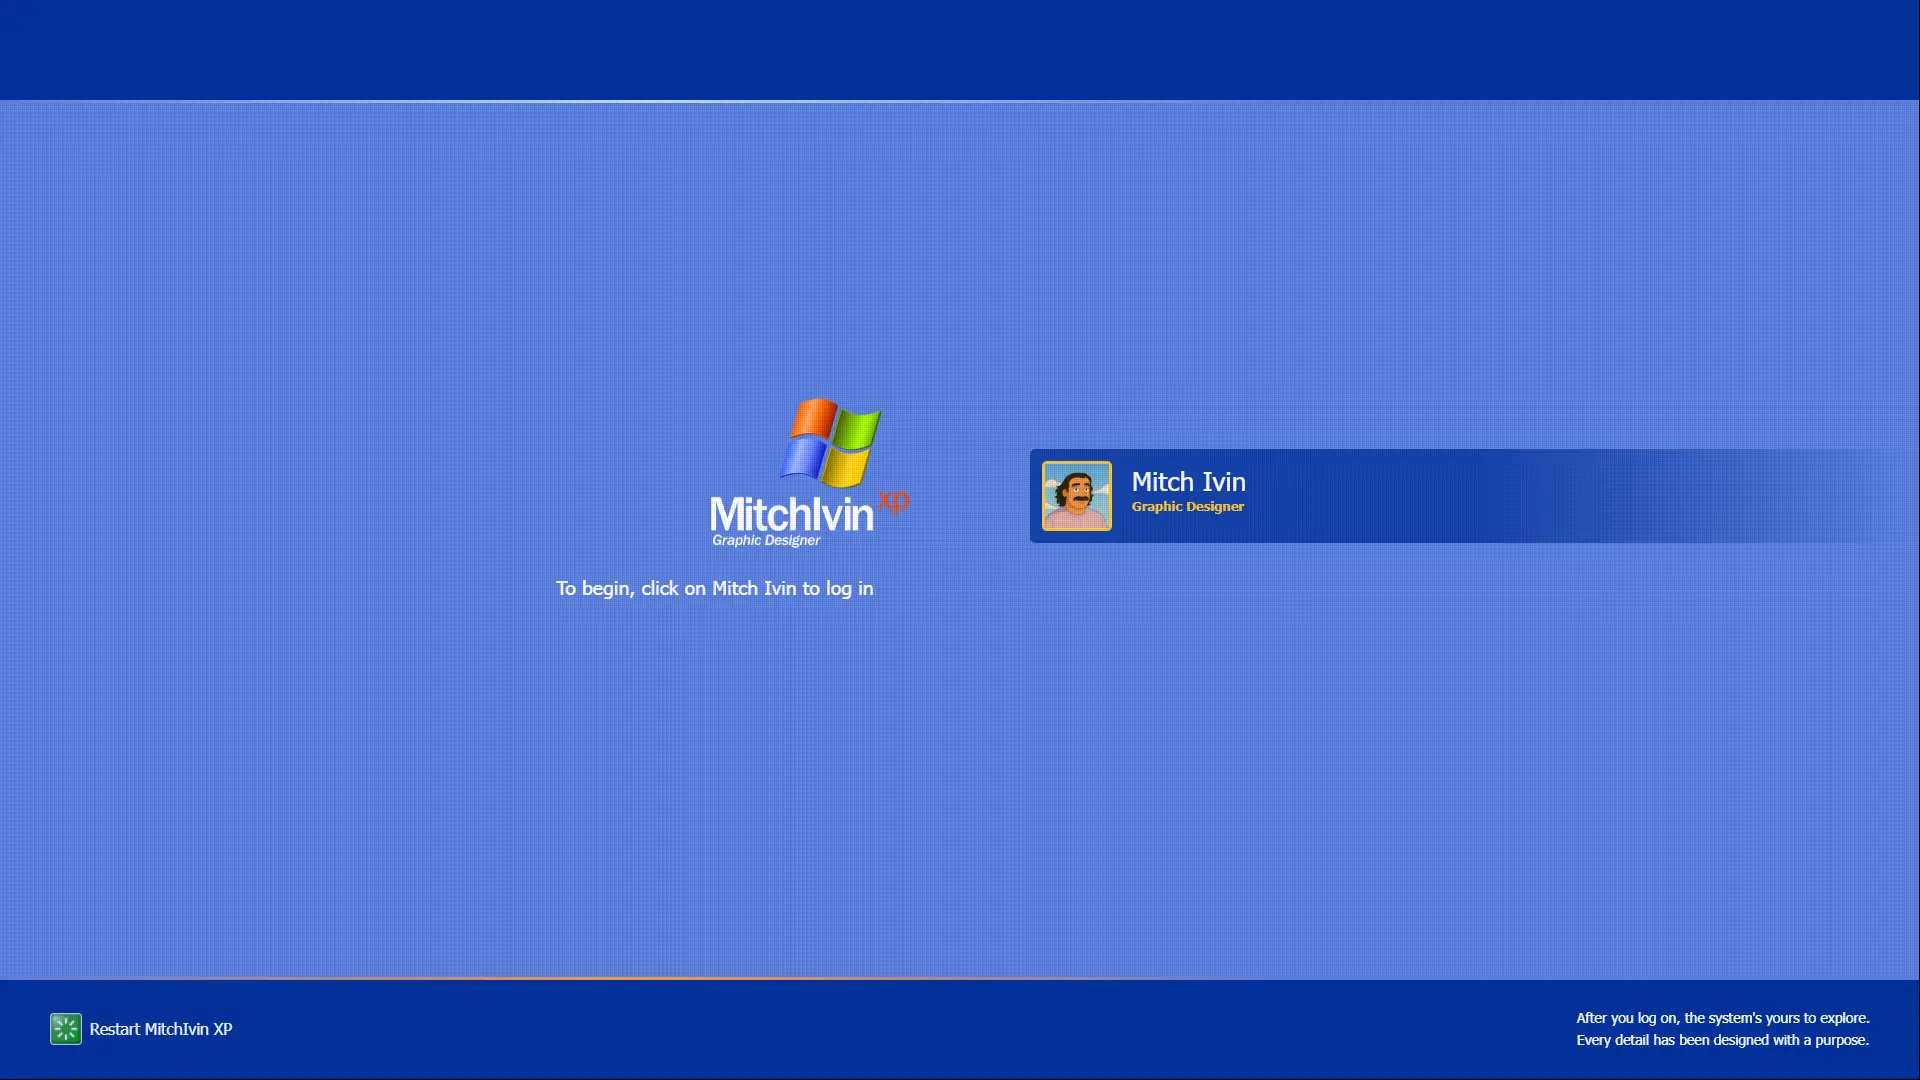 MitchIvin xp
Graphic Designer
To begin, click on Mitch Ivin to log in
Mitch Ivin
Graphic Designer
Restart MitchIvin XP
After you log on, the system's yours to explore.
Every detail has been designed with a purpose.